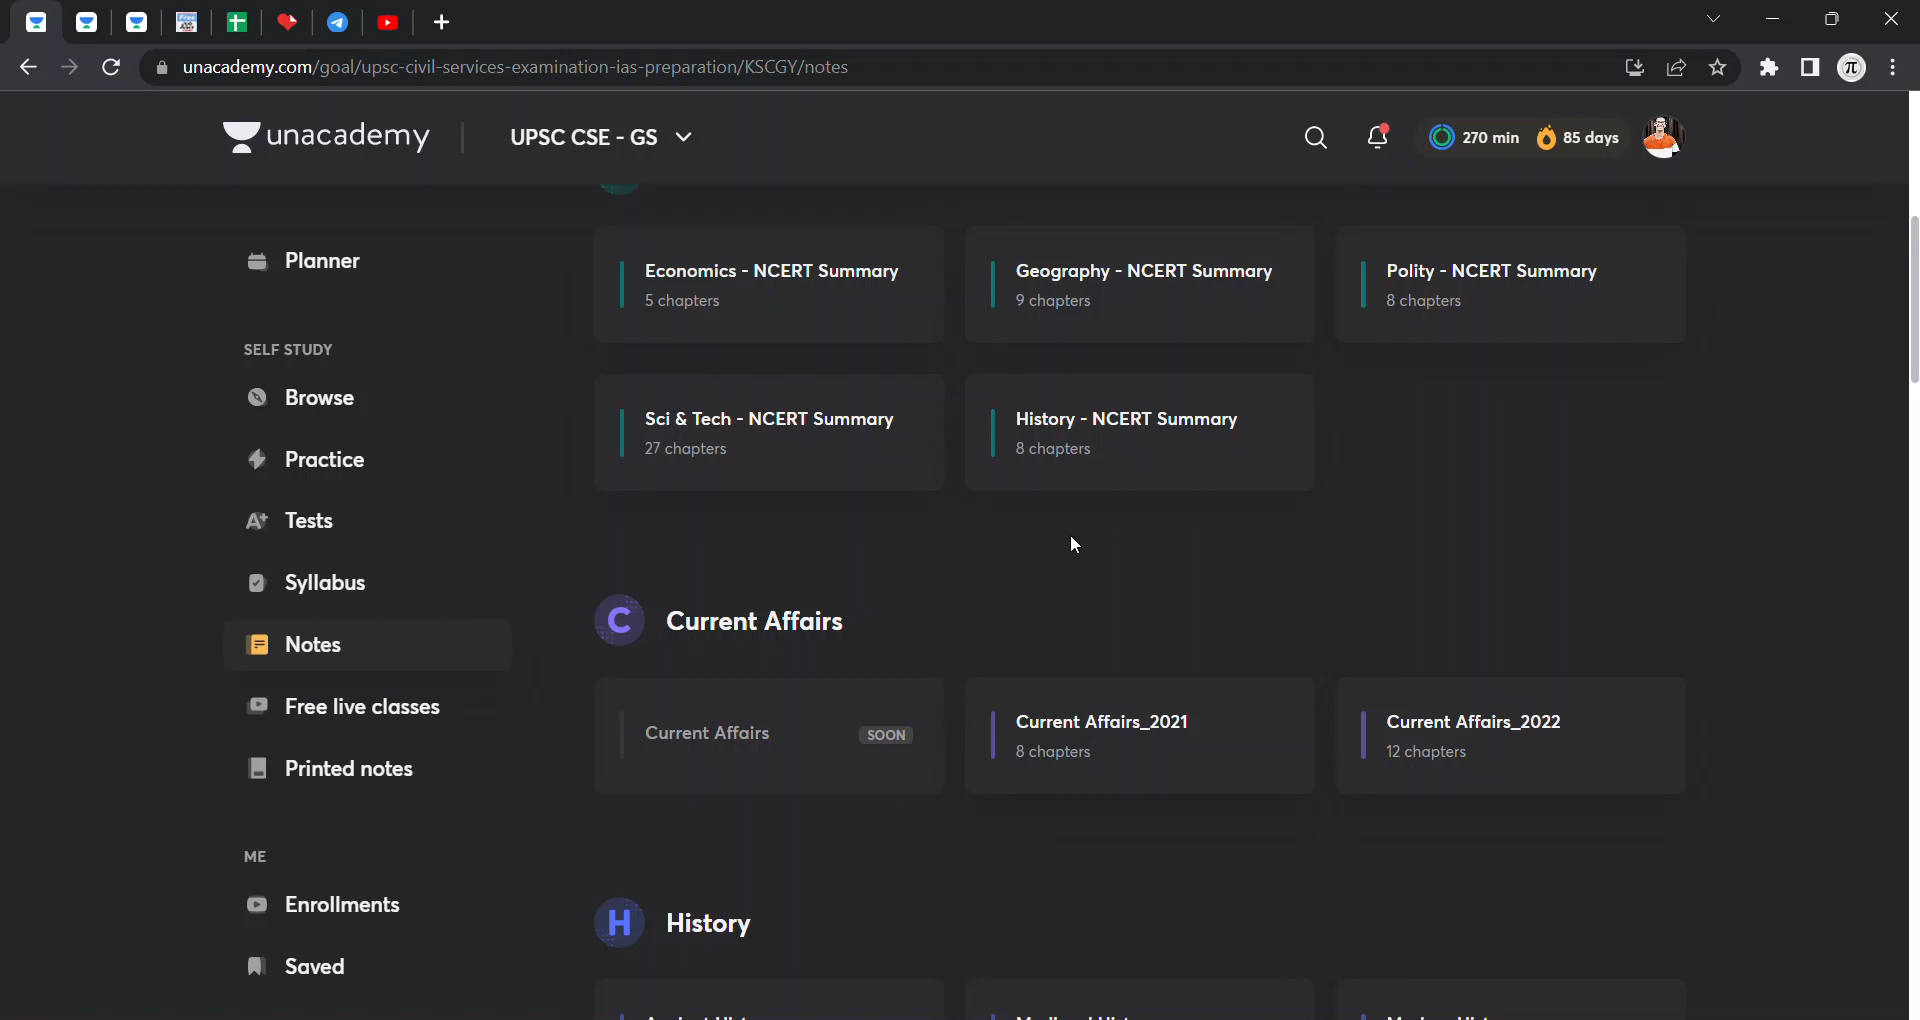 unacademy.com/goal/upsc-civil-services-examination-ias-preparation/KSCGY/notes
unacademy
UPSC CSE - GS
270 min
85 days
Planner
SELF STUDY
Browse
Practice
Tests
Syllabus
Notes
Free live classes
Printed notes
ME
Enrollments
Saved
Economics - NCERT Summary
5 chapters
Geography - NCERT Summary
9 chapters
Polity - NCERT Summary
8 chapters
Sci & Tech - NCERT Summary
27 chapters
History - NCERT Summary
8 chapters
C
Current Affairs
Current Affairs
SOON
Current Affairs_2021
8 chapters
Current Affairs_2022
12 chapters
H
History